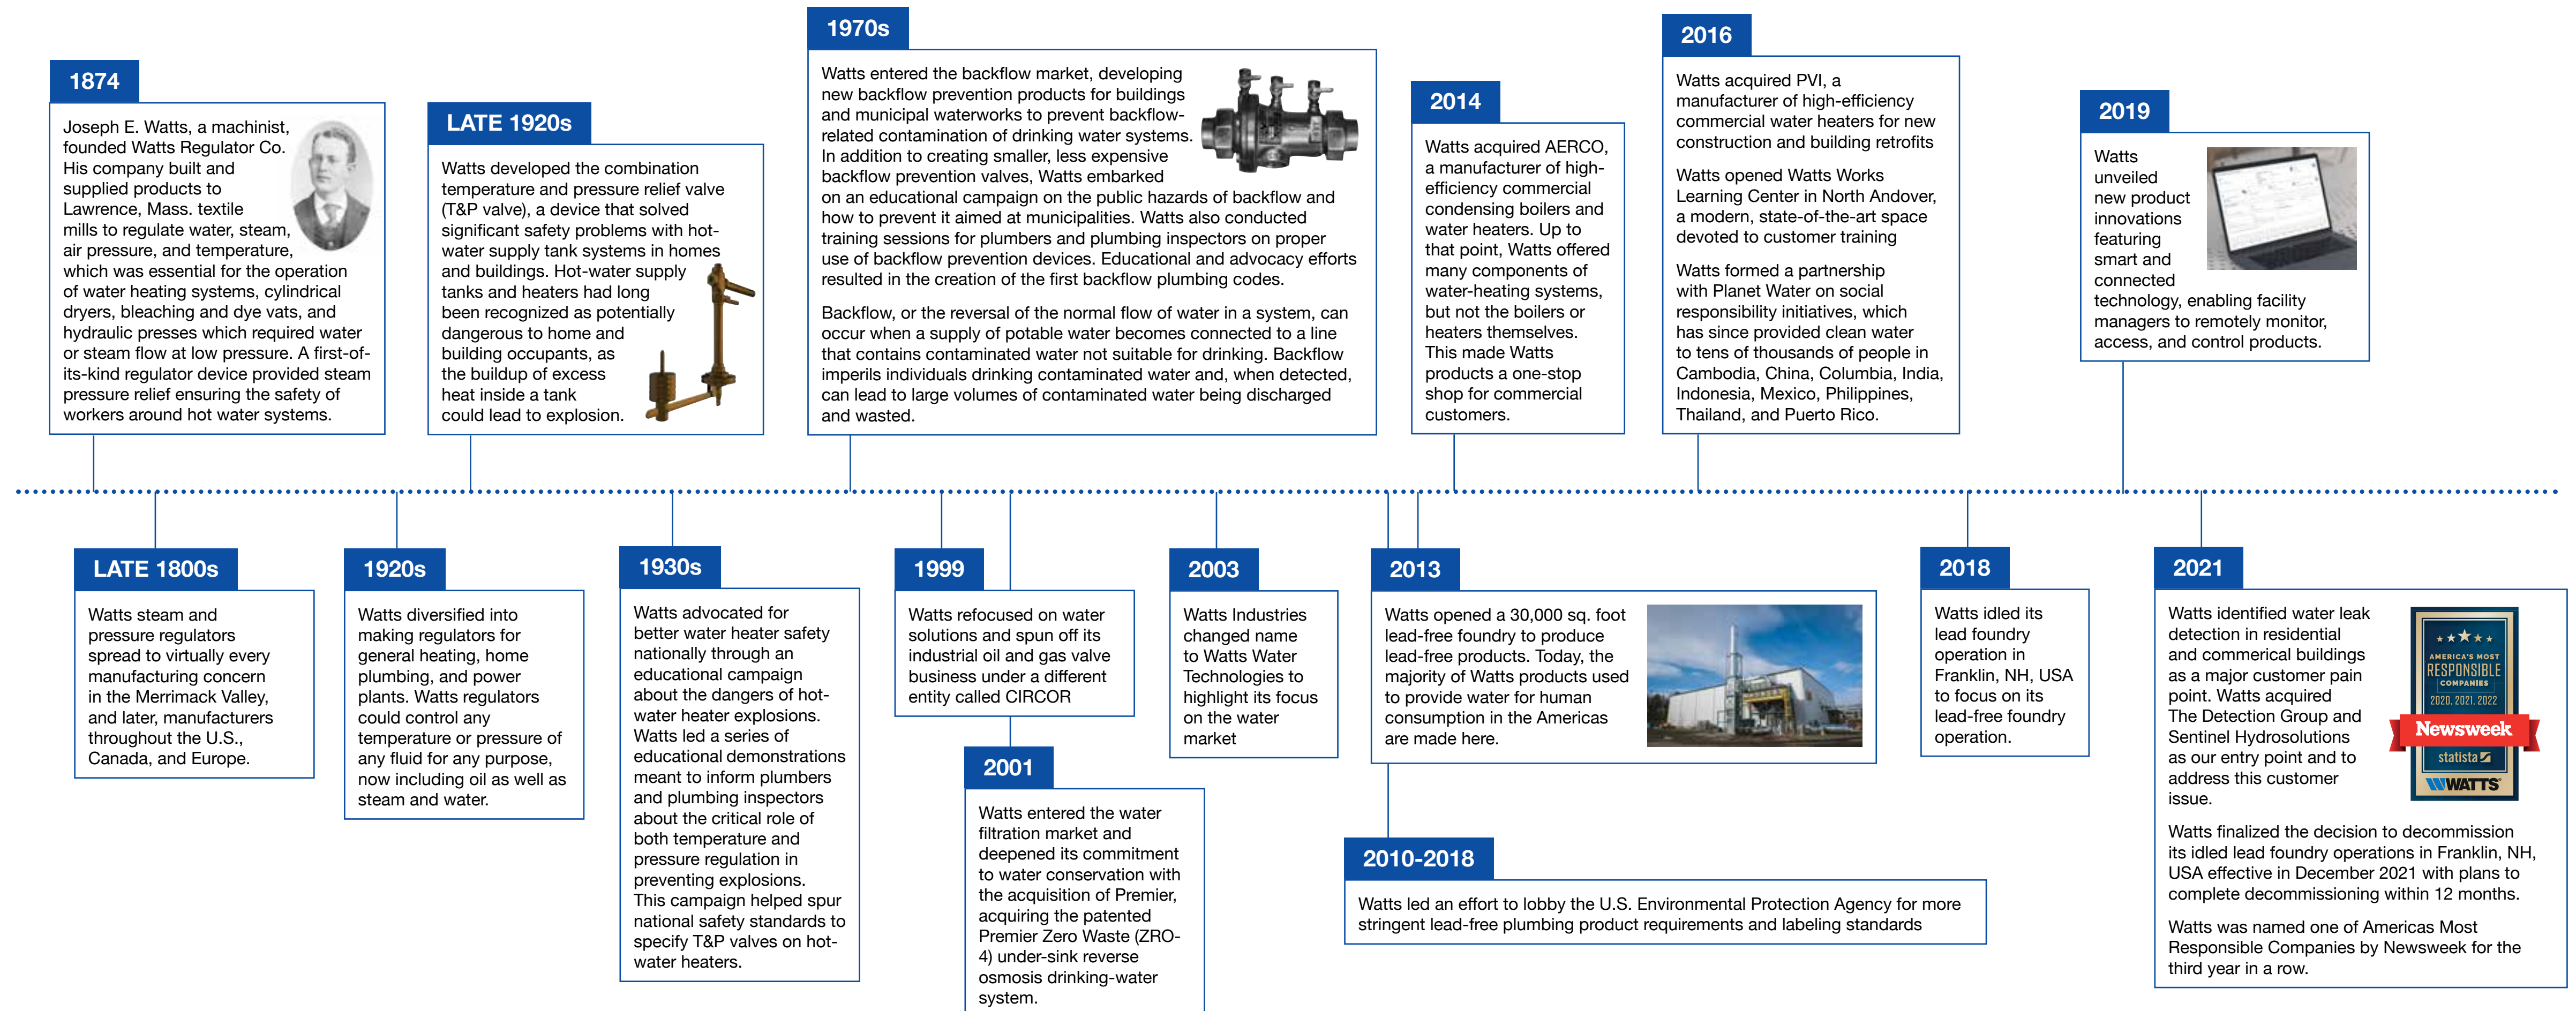 1874
Joseph E. Watts, a machinist,
founded Watts Regulator Co.
His company built and
supplied products to
Lawrence, Mass. textile
mills to regulate water, steam,
air pressure, and temperature,
which was essential for the operation
of water heating systems, cylindrical
dryers, bleaching and dye vats, and
hydraulic presses which required water
or steam flow at low pressure. A first-of-
its-kind regulator device provided steam
pressure relief ensuring the safety of
workers around hot water systems.
LATE 1920s
Watts developed the combination
temperature and pressure relief valve
(T&P valve), a device that solved
significant safety problems with hot-
water supply tank systems in homes
and buildings. Hot-water supply
tanks and heaters had long
been recognized as potentially
dangerous to home and
building occupants, as
the buildup of excess
heat inside a tank
could lead to explosion.
1970s
Watts entered the backflow market, developing
new backflow prevention products for buildings
and municipal waterworks to prevent backflow-
related contamination of drinking water systems.
In addition to creating smaller, less expensive
backflow prevention valves, Watts embarked
on an educational campaign on the public hazards of backflow and
how to prevent it aimed at municipalities. Watts also conducted
training sessions for plumbers and plumbing inspectors on proper
use of backflow prevention devices. Educational and advocacy efforts
resulted in the creation of the first backflow plumbing codes.
Backflow, or the reversal of the normal flow of water in a system, can
occur when a supply of potable water becomes connected to a line
that contains contaminated water not suitable for drinking. Backflow
imperils individuals drinking contaminated water and, when detected,
can lead to large volumes of contaminated water being discharged
and wasted.
2014
Watts acquired AERCO,
a manufacturer of high-
efficiency commercial
condensing boilers and
water heaters. Up to
that point, Watts offered
many components of
water-heating systems,
but not the boilers or
heaters themselves.
This made Watts
products a one-stop
shop for commercial
customers.
2016
Watts acquired PVI, a
manufacturer of high-efficiency
commercial water heaters for new
construction and building retrofits
Watts opened Watts Works
Learning Center in North Andover,
a modern, state-of-the-art space
devoted to customer training
Watts formed a partnership
with Planet Water on social
responsibility initiatives, which
has since provided clean water
to tens of thousands of people in
Cambodia, China, Columbia, India,
Indonesia, Mexico, Philippines,
Thailand, and Puerto Rico.
2019
Watts
unveiled
new product
innovations
featuring
smart and
connected
technology, enabling facility
managers to remotely monitor,
access, and control products.
LATE 1800s
Watts steam and
pressure regulators
spread to virtually every
manufacturing concern
in the Merrimack Valley,
and later, manufacturers
throughout the U.S.,
Canada, and Europe.
1920s
Watts diversified into
making regulators for
general heating, home
plumbing, and power
plants. Watts regulators
could control any
temperature or pressure of
any fluid for any purpose,
now including oil as well as
steam and water.
1930s
Watts advocated for
better water heater safety
nationally through an
educational campaign
about the dangers of hot-
water heater explosions.
Watts led a series of
educational demonstrations
meant to inform plumbers
and plumbing inspectors
about the critical role of
both temperature and
pressure regulation in
preventing explosions.
This campaign helped spur
national safety standards to
specify T&P valves on hot-
water heaters.
1999
Watts refocused on water
solutions and spun off its
industrial oil and gas valve
business under a different
entity called CIRCOR
2001
Watts entered the water
filtration market and
deepened its commitment
to water conservation with
the acquisition of Premier,
acquiring the patented
Premier Zero Waste (ZRO-
4) under-sink reverse
osmosis drinking-water
system.
2003
Watts Industries
changed name
to Watts Water
Technologies to
highlight its focus
on the water
market
2013
Watts opened a 30,000 sq. foot
lead-free foundry to produce
lead-free products. Today, the
majority of Watts products used
to provide water for human
consumption in the Americas
are made here.
2010-2018
Watts led an effort to lobby the U.S. Environmental Protection Agency for more
stringent lead-free plumbing product requirements and labeling standards
2018
Watts idled its
lead foundry
operation in
Franklin, NH, USA
to focus on its
lead-free foundry
operation.
2021
Watts identified water leak
detection in residential
and commerical buildings
as a major customer pain
point. Watts acquired
The Detection Group and
Sentinel Hydrosolutions
as our entry point and to
address this customer
issue.
AMERICA'S MOST
RESPONSIBLE
COMPANIES
2020, 2021, 2022
Newsweek
statista
WATTS
Watts finalized the decision to decommission
its idled lead foundry operations in Franklin, NH,
USA effective in December 2021 with plans to
complete decommissioning within 12 months.
Watts was named one of Americas Most
Responsible Companies by Newsweek for the
third year in a row.